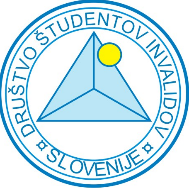 DRUŠTVO ŠTUDENTOV INVALIDOV
¤ SLOVENIJE ¤